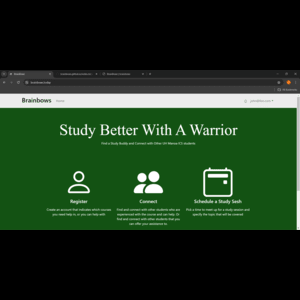 Brainbows
Brainbows Home
Study Better With A Warrior
Find a Study Buddy and Connect with Other UH Manoa ICS students
Register
Connect
Schedule a Study Sesh
Create an account that indicates which courses
you need help in, or you can help with
Find and connect with other students who are
experienced with the course and can help. Or
find and connect with other students that you
can offer your assistance to.
Pick a time to meet up for a study session and
specify the topic that will be covered